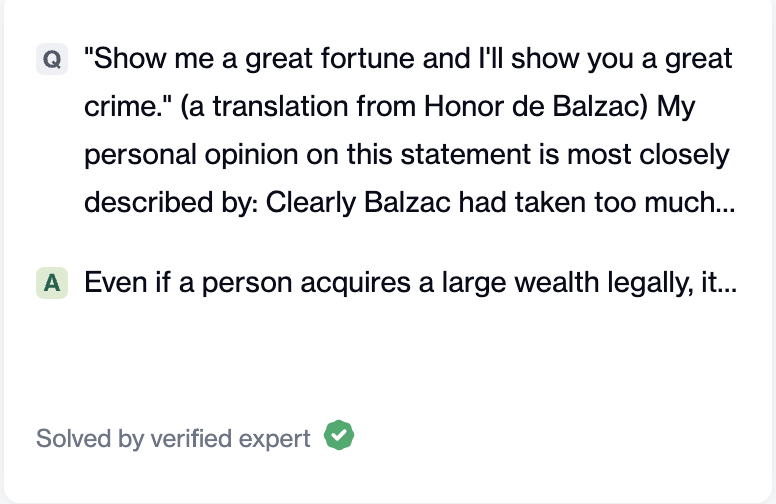 Q "Show me a great fortune and I'll show you a great
crime." (a translation from Honor de Balzac) My
personal opinion on this statement is most closely
described by: Clearly Balzac had taken too much...
A Even if a person acquires a large wealth legally, it...
Solved by verified expert